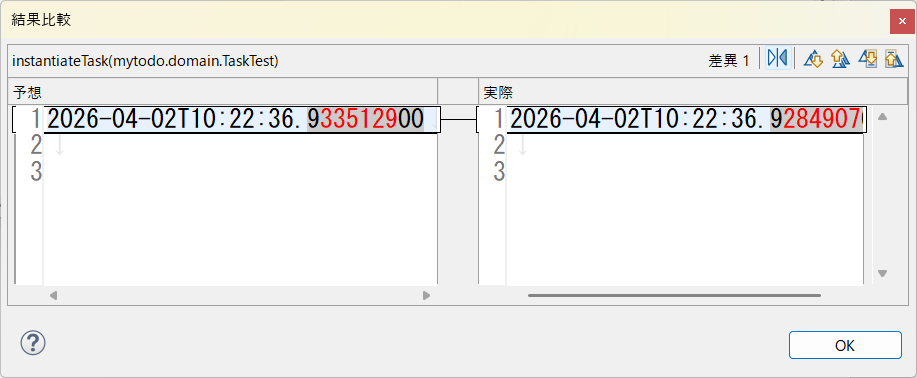 結果比較
instantiateTask(mytodo.domain.TaskTest)
差異 1
予想
実際
1 2026-04-02T10:22:36.933512900
2 ↓
3
1 2026-04-02T10:22:36.9284907
2 ↓
3
OK